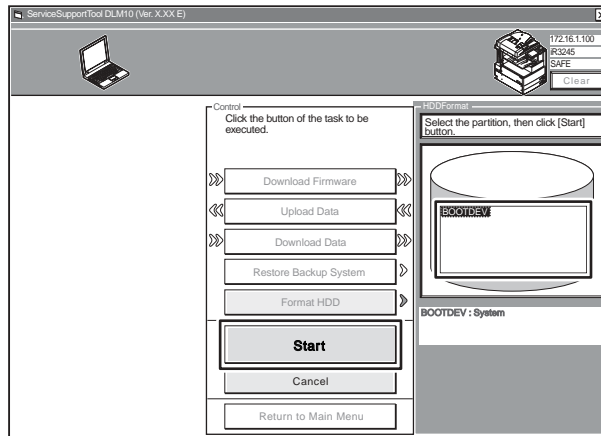 ServiceSupportTool DLM10 (Ver. X.XX E)
172.16.1.100
iR3245
SAFE
Clear
Control
Click the button of the task to be
executed.
Download Firmware
Upload Data
Download Data
Restore Backup System
Format HDD
Start
Cancel
Return to Main Menu
HDDFormat
Select the partition, then click [Start]
button.
BOOTDEV
BOOTDEV : System